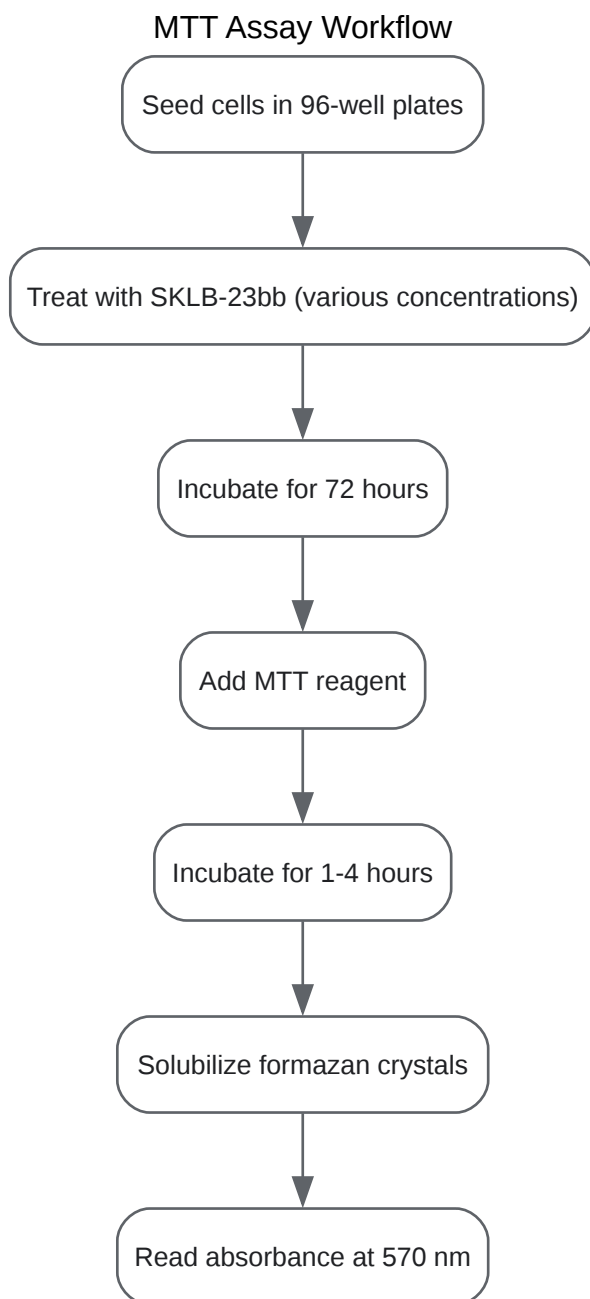 MTT Assay Workflow
Seed cells in 96-well plates
Treat with SKLB-23bb (various concentrations)
Incubate for 72 hours
Add MTT reagent
Incubate for 1-4 hours
Solubilize formazan crystals
Read absorbance at 570 nm